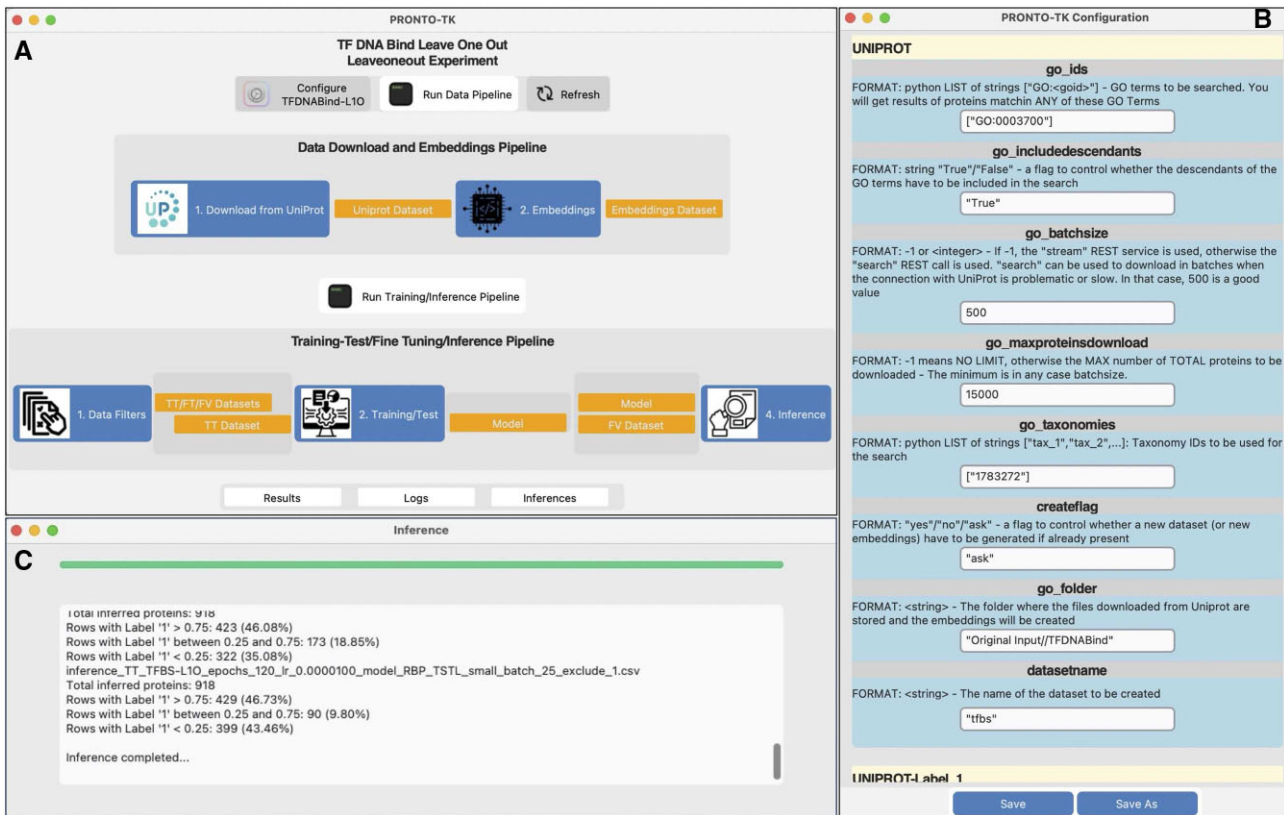 PRONTO-TK
A
TF DNA Bind Leave One Out
Leaveoneout Experiment
Configure
TFDNABind-L1O
Run Data Pipeline
Refresh
Data Download and Embeddings Pipeline
UP
1. Download from UniProt
Uniprot Dataset
</>
2. Embeddings
Embeddings Dataset
Run Training/Inference Pipeline
Training-Test/Fine Tuning/Inference Pipeline
1. Data Filters
TT/FT/FV Datasets
TT Dataset
2. Training/Test
Model
Model
FV Dataset
4. Inference
Results
Logs
Inferences
PRONTO-TK Configuration
B
UNIPROT
go_ids
FORMAT: python LIST of strings ["GO:<goid>"] - GO terms to be searched. You
will get results of proteins matchin ANY of these GO Terms
["GO:0003700"]
go_includedescendants
FORMAT: string "True"/"False" - a flag to control whether the descendants of the
GO terms have to be included in the search
"True"
go_batchsize
FORMAT: -1 or <integer> - If -1, the "stream" REST service is used, otherwise the
"search" REST call is used. "search" can be used to download in batches when
the connection with UniProt is problematic or slow. In that case, 500 is a good
value
500
go_maxproteinsdownload
FORMAT: -1 means NO LIMIT, otherwise the MAX number of TOTAL proteins to be
downloaded - The minimum is in any case batchsize.
15000
go_taxonomies
FORMAT: python LIST of strings ["tax_1","tax_2",...]: Taxonomy IDs to be used for
the search
["1783272"]
createflag
FORMAT: "yes"/"no"/"ask" - a flag to control whether a new dataset (or new
embeddings) have to be generated if already present
"ask"
go_folder
FORMAT: <string> - The folder where the files downloaded from Uniprot are
stored and the embeddings will be created
"Original Input//TFDNABind"
datasetname
FORMAT: <string> - The name of the dataset to be created
"tfbs"
UNIPROT-Label 1
Save
Save As
Inference
C
Total inferred proteins: 918
Rows with Label '1' > 0.75: 423 (46.08%)
Rows with Label '1' between 0.25 and 0.75: 173 (18.85%)
Rows with Label '1' < 0.25: 322 (35.08%)
inference_TT_TFBS-L1O_epochs_120_lr_0.0000100_model_RBP_TSTL_small_batch_25_exclude_1.csv
Total inferred proteins: 918
Rows with Label '1' > 0.75: 429 (46.73%)
Rows with Label '1' between 0.25 and 0.75: 90 (9.80%)
Rows with Label '1' < 0.25: 399 (43.46%)
Inference completed...